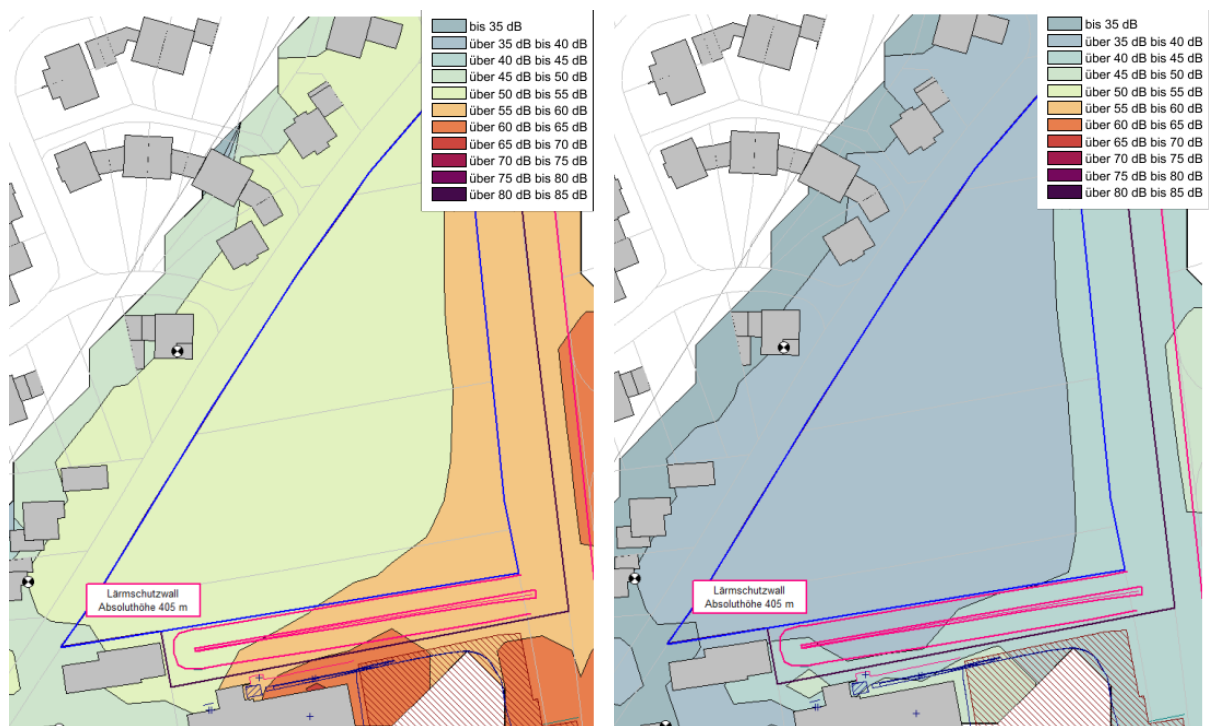 bis 35 dB
über 35 dB bis 40 dB
über 40 dB bis 45 dB
über 45 dB bis 50 dB
über 50 dB bis 55 dB
über 55 dB bis 60 dB
über 60 dB bis 65 dB
über 65 dB bis 70 dB
über 70 dB bis 75 dB
über 75 dB bis 80 dB
über 80 dB bis 85 dB
Lärmschutzwall
Absoluthöhe 405 m
bis 35 dB
über 35 dB bis 40 dB
über 40 dB bis 45 dB
über 45 dB bis 50 dB
über 50 dB bis 55 dB
über 55 dB bis 60 dB
über 60 dB bis 65 dB
über 65 dB bis 70 dB
über 70 dB bis 75 dB
über 75 dB bis 80 dB
über 80 dB bis 85 dB
Lärmschutzwall
Absoluthöhe 405 m